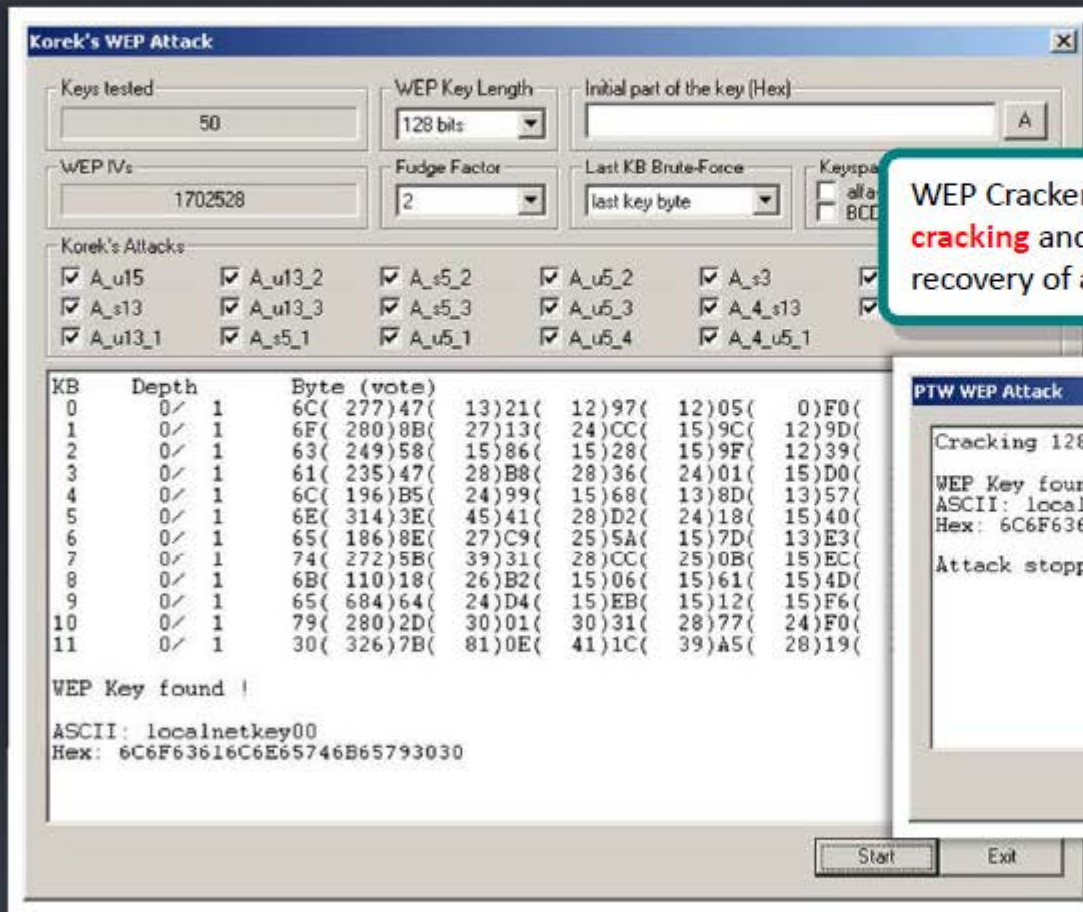 Korek's WEP Attack
Keys tested
WEP Key Length
Initial part of the key (Hex)
50
128 bits
A
WEP IVs
Fudge Factor
Last KB Brute-Force
1702528
2
last key byte
BCD
Korek's Attacks
A_u15 A_u13_2 A_s5_2 A_u5_2 A_s3
A_s13 A_u13_3 A_s5_3 A_u5_3 A_4_s13
A_u13_1 A_s5_1 A_u5_1 A_u5_4 A_4_u5_1
KB Depth Byte (vote)
0 0/ 1 6C( 277)47( 13)21( 12)97( 12)05( 0)F0(
1 0/ 1 6F( 280)8B( 27)13( 24)CC( 15)9C( 12)9D(
2 0/ 1 63( 249)58( 15)86( 15)28( 15)9F( 12)39(
3 0/ 1 61( 235)47( 28)B8( 28)36( 24)01( 15)D0(
4 0/ 1 6C( 196)B5( 24)99( 15)68( 13)8D( 13)57(
5 0/ 1 6E( 314)3E( 45)41( 28)D2( 24)18( 15)40(
6 0/ 1 65( 186)8E( 27)C9( 25)5A( 15)7D( 13)E3(
7 0/ 1 74( 272)5B( 39)31( 28)CC( 25)0B( 15)EC(
8 0/ 1 6B( 110)18( 26)B2( 15)06( 15)61( 15)4D(
9 0/ 1 65( 684)64( 24)D4( 15)EB( 15)12( 15)F6(
10 0/ 1 79( 280)2D( 30)01( 30)31( 28)77( 24)F0(
11 0/ 1 30( 326)7B( 81)0E( 41)1C( 39)A5( 28)19(
WEP Key found !
ASCII: localnetkey00
Hex: 6C6F63616C6E65746B65793030
Start Exit
WEP Cracker
cracking and
recovery of a
PTW WEP Attack
Cracking 128
WEP Key foun
ASCII: local
Hex: 6C6F636
Attack stopp